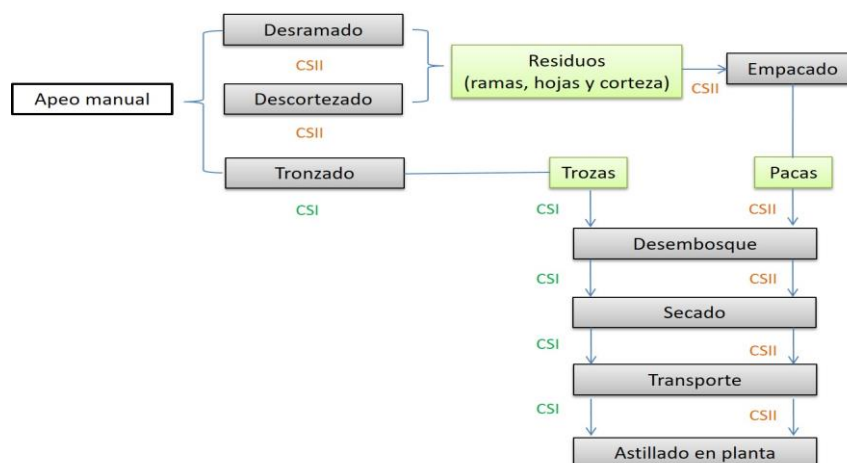 Desramado
CSII
Residuos
(ramas, hojas y corteza)
CSII
Empacado
Apeo manual
Descortezado
CSII
Tronzado
CSI
Trozas
Pacas
CSI
CSII
Desembosque
CSI
CSII
Secado
CSI
CSII
Transporte
CSI
CSII
Astillado en planta